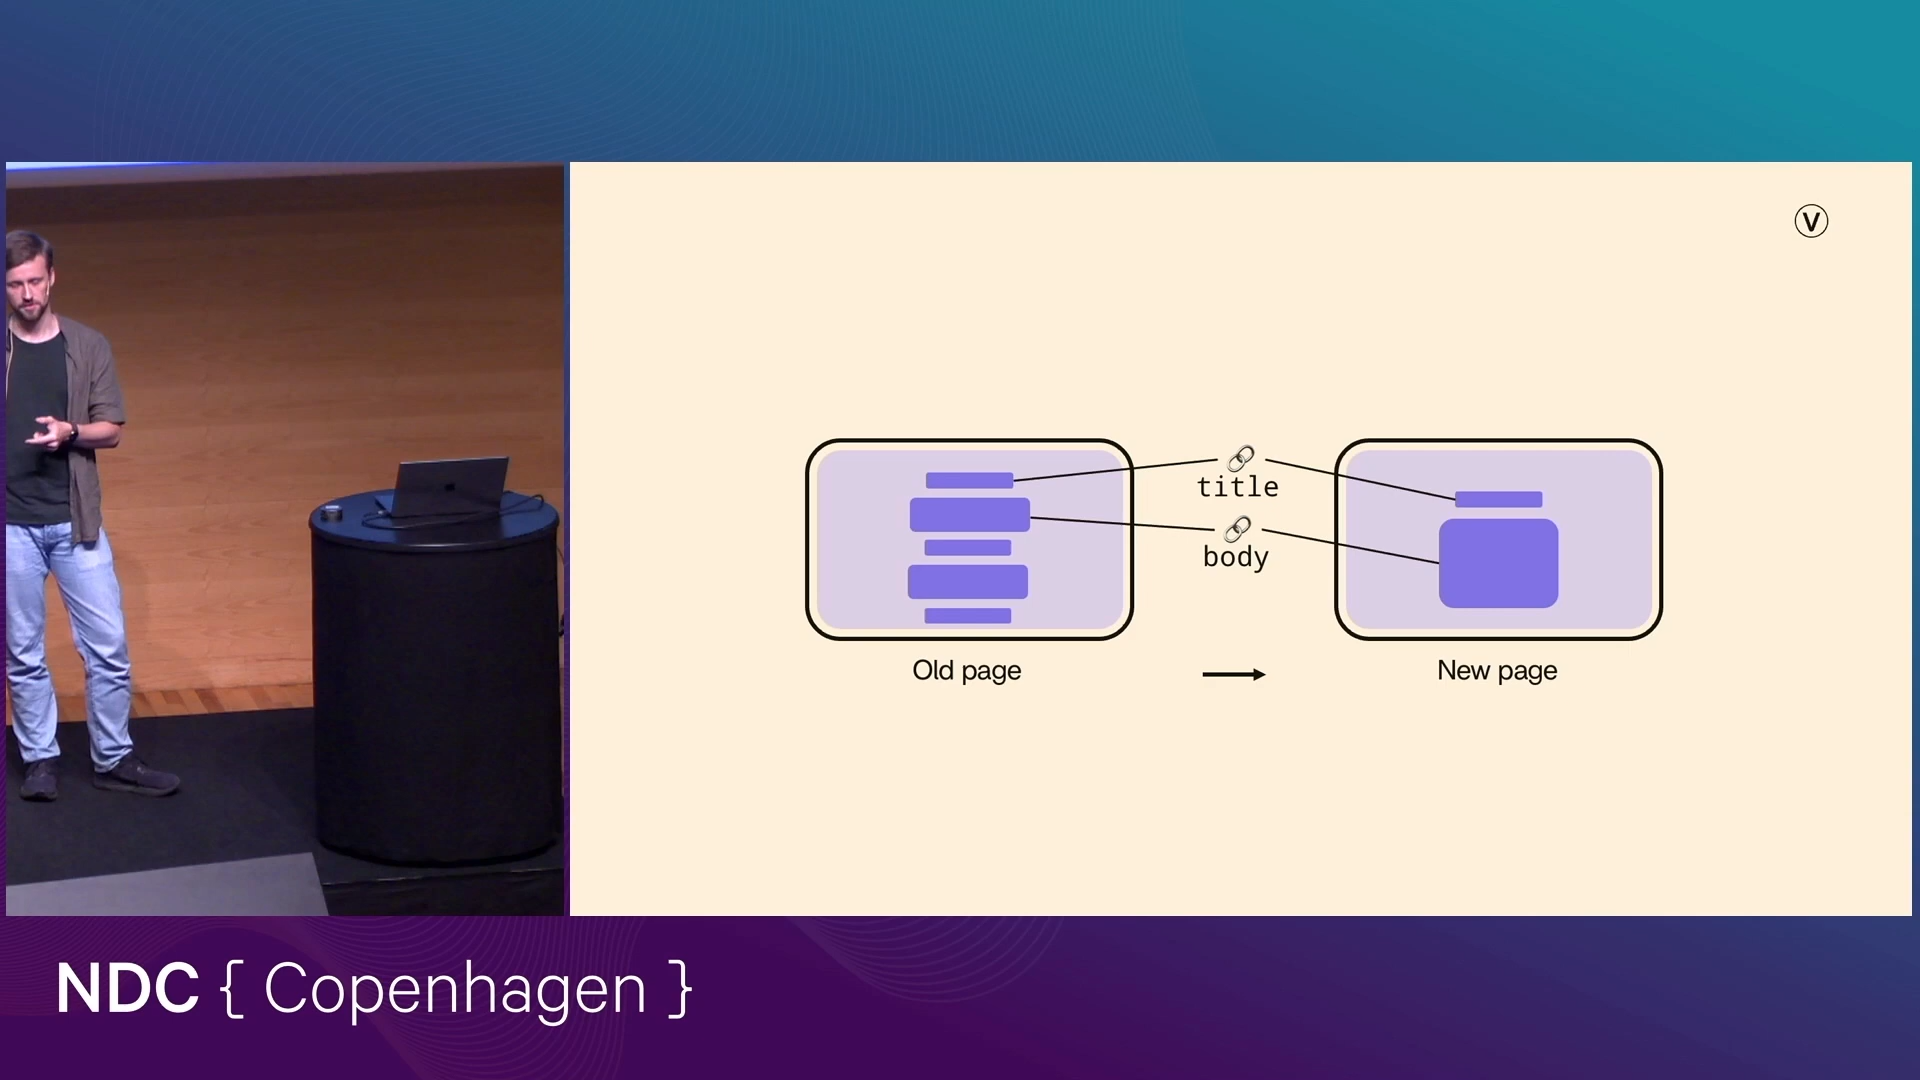 V
title
body
Old page
New page
NDC { Copenhagen }